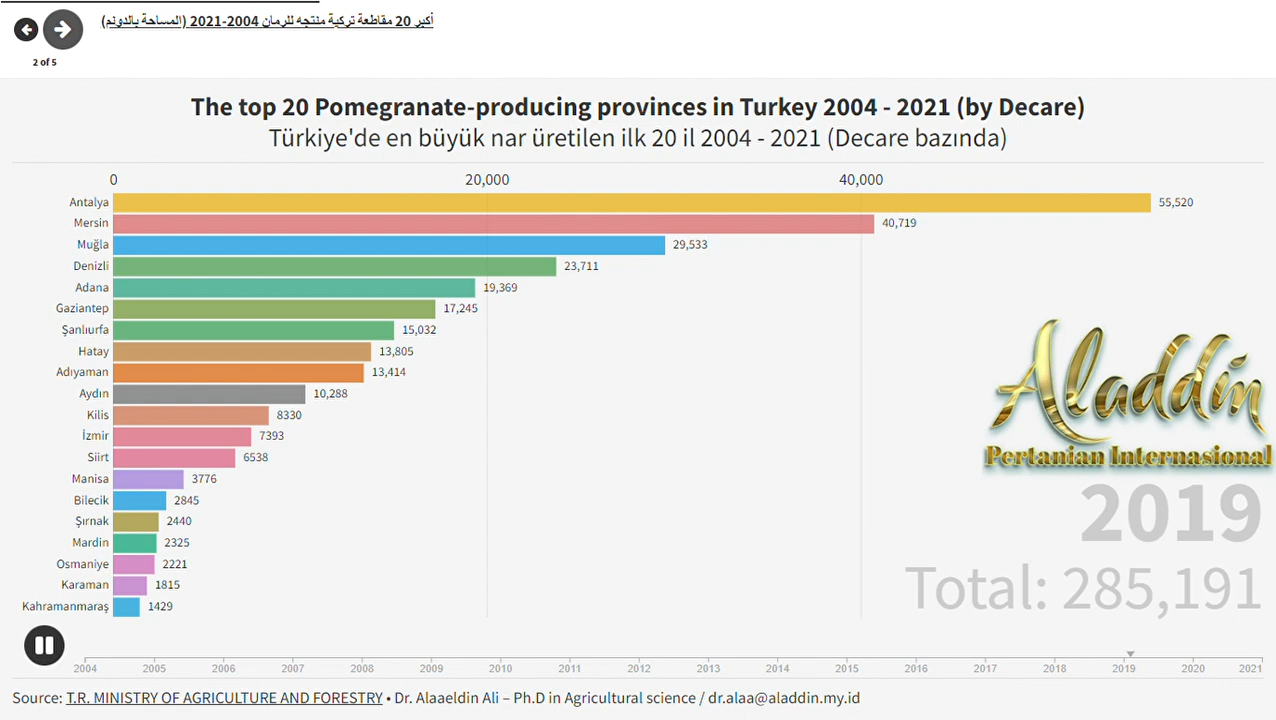 أكبر 20 مقاطعة تركية منتجه للرمان 2004-2021 (المساحة بالدونم)
2 of 5
The top 20 Pomegranate-producing provinces in Turkey 2004 - 2021 (by Decare)
Türkiye'de en büyük nar üretilen ilk 20 il 2004 - 2021 (Decare bazında)
0 20,000 40,000
Antalya 55,520
Mersin 40,719
Muğla 29,533
Denizli 23,711
Adana 19,369
Gaziantep 17,245
Şanlıurfa 15,032
Hatay 13,805
Adıyaman 13,414
Aydın 10,288
Kilis 8330
İzmir 7393
Siirt 6538
Manisa 3776
Bilecik 2845
Şırnak 2440
Mardin 2325
Osmaniye 2221
Karaman 1815
Kahramanmaraş 1429
Aladdin
Pertanian Internasional
2019
Total: 285,191
2004 2005 2006 2007 2008 2009 2010 2011 2012 2013 2014 2015 2016 2017 2018 2019 2020 2021
Source: T.R. MINISTRY OF AGRICULTURE AND FORESTRY • Dr. Alaaeldin Ali – Ph.D in Agricultural science / dr.alaa@aladdin.my.id